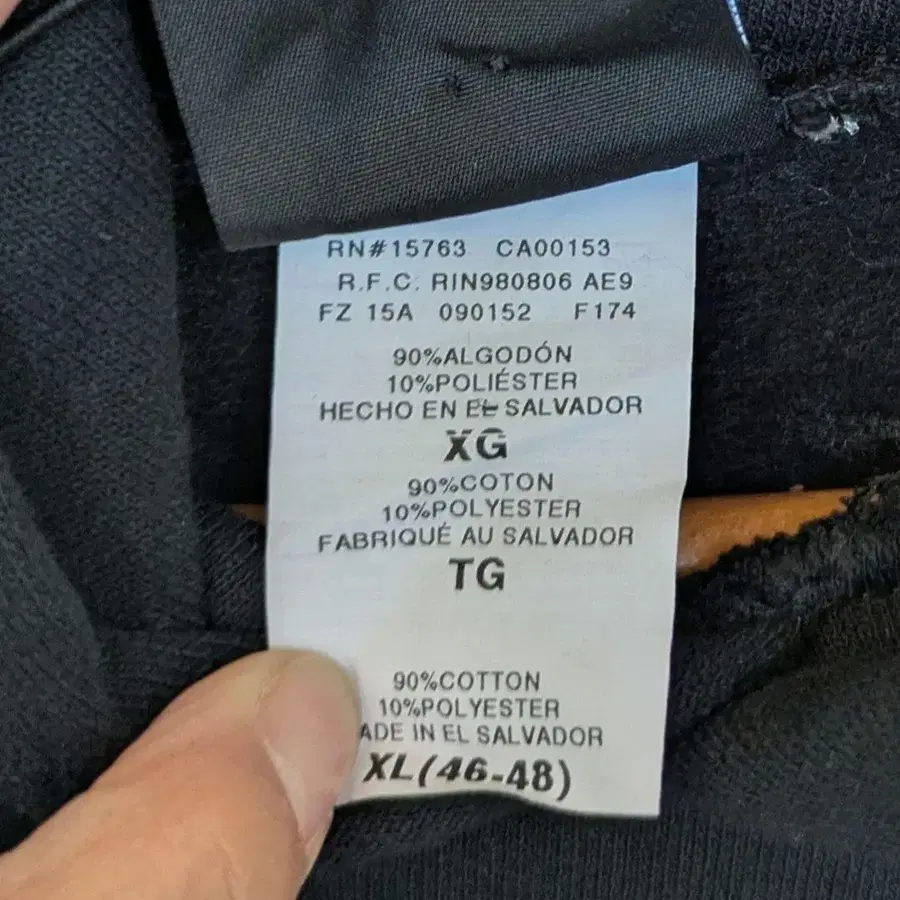 RN#15763 CA00153
R.F.C: RIN980806 AE9
FZ 15A 090152 F174
90%ALGODÓN
10%POLIÉSTER
HECHO EN EL SALVADOR
XG
90%COTON
10%POLYESTER
FABRIQUÉ AU SALVADOR
TG
90%COTTON
10%POLYESTER
ADE IN EL SALVADOR
XL(46-48)